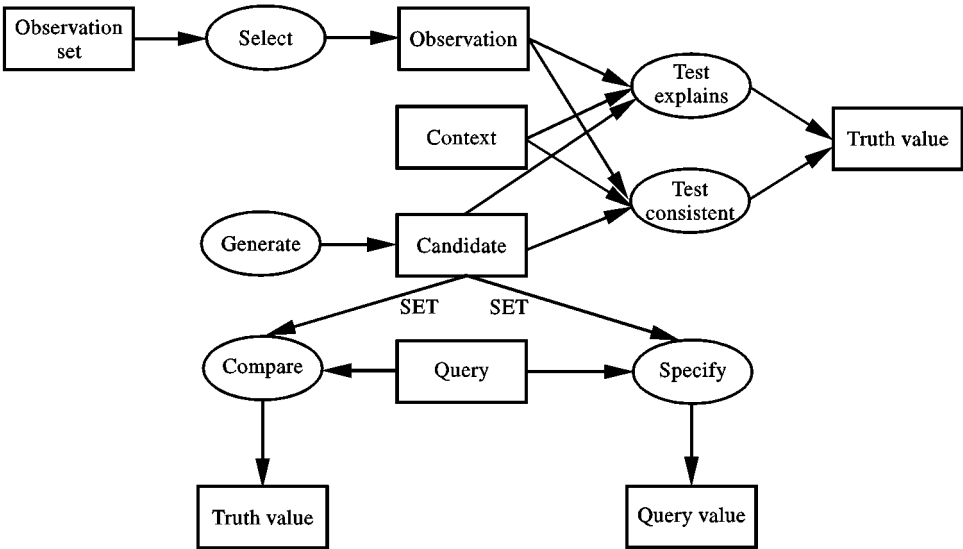 Observation
set
Select
Observation
Test
explains
Context
Truth value
Test
consistent
Generate
Candidate
SET
SET
Compare
Query
Specify
Truth value
Query value